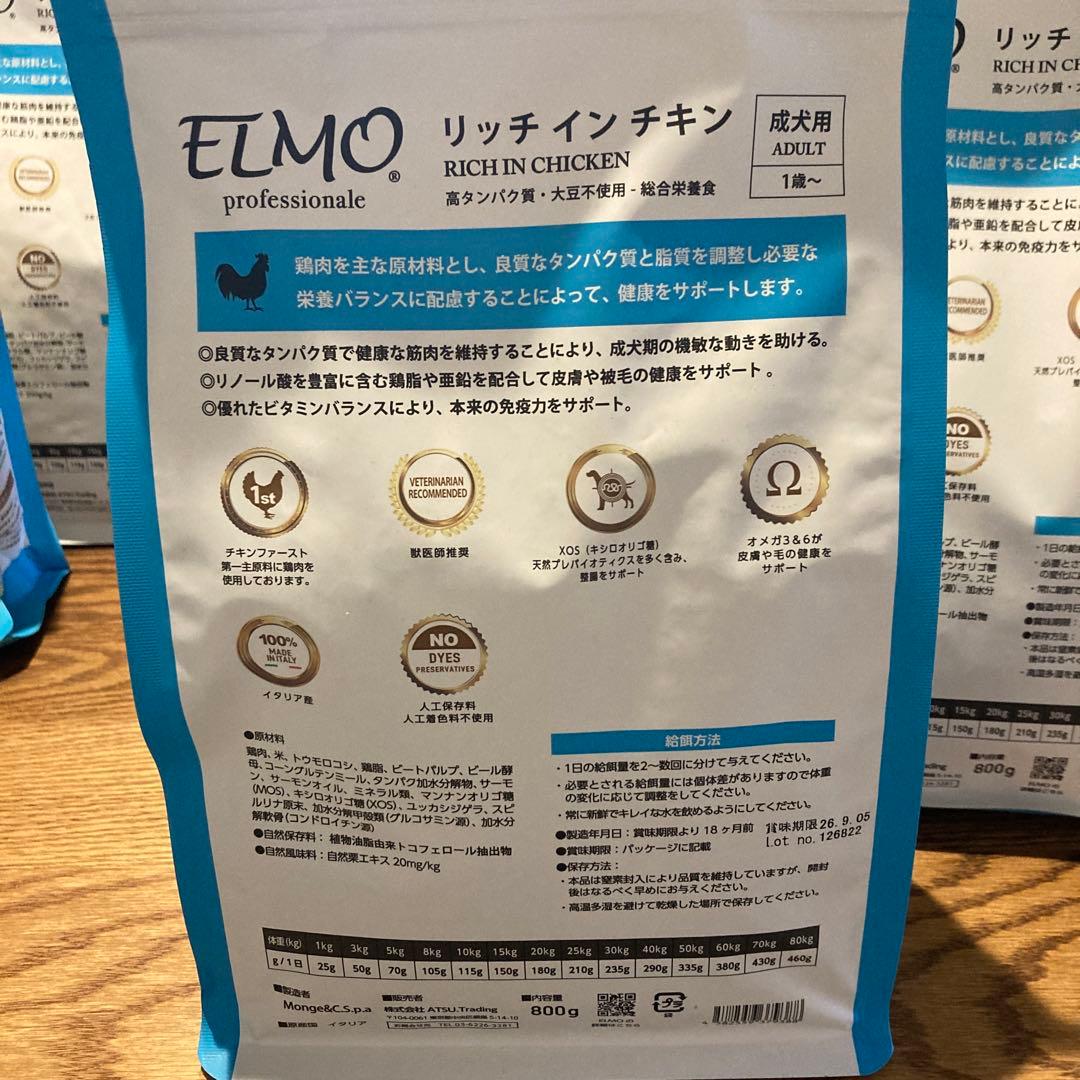 ELMO®
professionale
リッチ イン チキン
RICH IN CHICKEN
高タンパク質・大豆不使用 - 総合栄養食
成犬用
ADULT
1歳～
鶏肉を主な原材料とし、良質なタンパク質と脂質を調整し必要な
栄養バランスに配慮することによって、健康をサポートします。
◎良質なタンパク質で健康な筋肉を維持することにより、成犬期の機敏な動きを助ける。
◎リノール酸を豊富に含む鶏脂や亜鉛を配合して皮膚や被毛の健康をサポート 。
◎優れたビタミンバランスにより、本来の免疫力をサポート。
1st
チキンファースト
第一主原料に鶏肉を
使用しております。
VETERINARIAN
RECOMMENDED
獣医師推奨
XOS（キシロオリゴ糖）
天然プレバイオティクスを多く含み、
整腸をサポート
Ω
オメガ3＆6が
皮膚や毛の健康を
サポート
100%
MADE
IN ITALY
イタリア産
NO
DYES
PRESERVATIVES
人工保存料
人工着色料不使用
●原材料
鶏肉、米、トウモロコシ、鶏脂、ビートパルプ、ビール酵
母、コーングルテンミール、タンパク加水分解物、サーモ
ン、サーモンオイル、ミネラル類、マンナンオリゴ糖
(MOS)、キシロオリゴ糖（XOS）、ユッカシジゲラ、スピ
ルリナ原末、加水分解甲殻類（グルコサミン源）、加水分
解軟骨（コンドロイチン源）
●自然保存料： 植物油脂由来トコフェロール抽出物
●自然風味料：自然栗エキス 20mg/kg
給餌方法
・1日の給餌量を2～数回に分けて与えてください。
・必要とされる給餌量には個体差がありますので体重
の変化に応じて調整をしてください。
・常に新鮮でキレイな水を飲めるようにしてください。
●製造年月日：賞味期限より 18 ヶ月前
賞味期限26.9.05
Lot no. 126822
●賞味期限：パッケージに記載
●保存方法：
・本品は窒素封入により品質を維持していますが、開封
後はなるべく早めにお与えください。
・高温多湿を避けて乾燥した場所で保存してください。
体重(kg) 1kg 3kg 5kg 8kg 10kg 15kg 20kg 25kg 30kg 40kg 50kg 60kg 70kg 80kg
g/1日 25g 50g 70g 105g 115g 150g 180g 210g 235g 290g 335g 380g 430g 460g
■製造者
Monge&C.S.p.a
■原産国 イタリア
■販売者
株式会社 ATSU.Trading
〒104-0061 東京都中央区銀座5-14-10
お問合せ先 TEL.03-6226-3281
■内容量
800g
ELMO の
詳細はこちら
プラ
袋